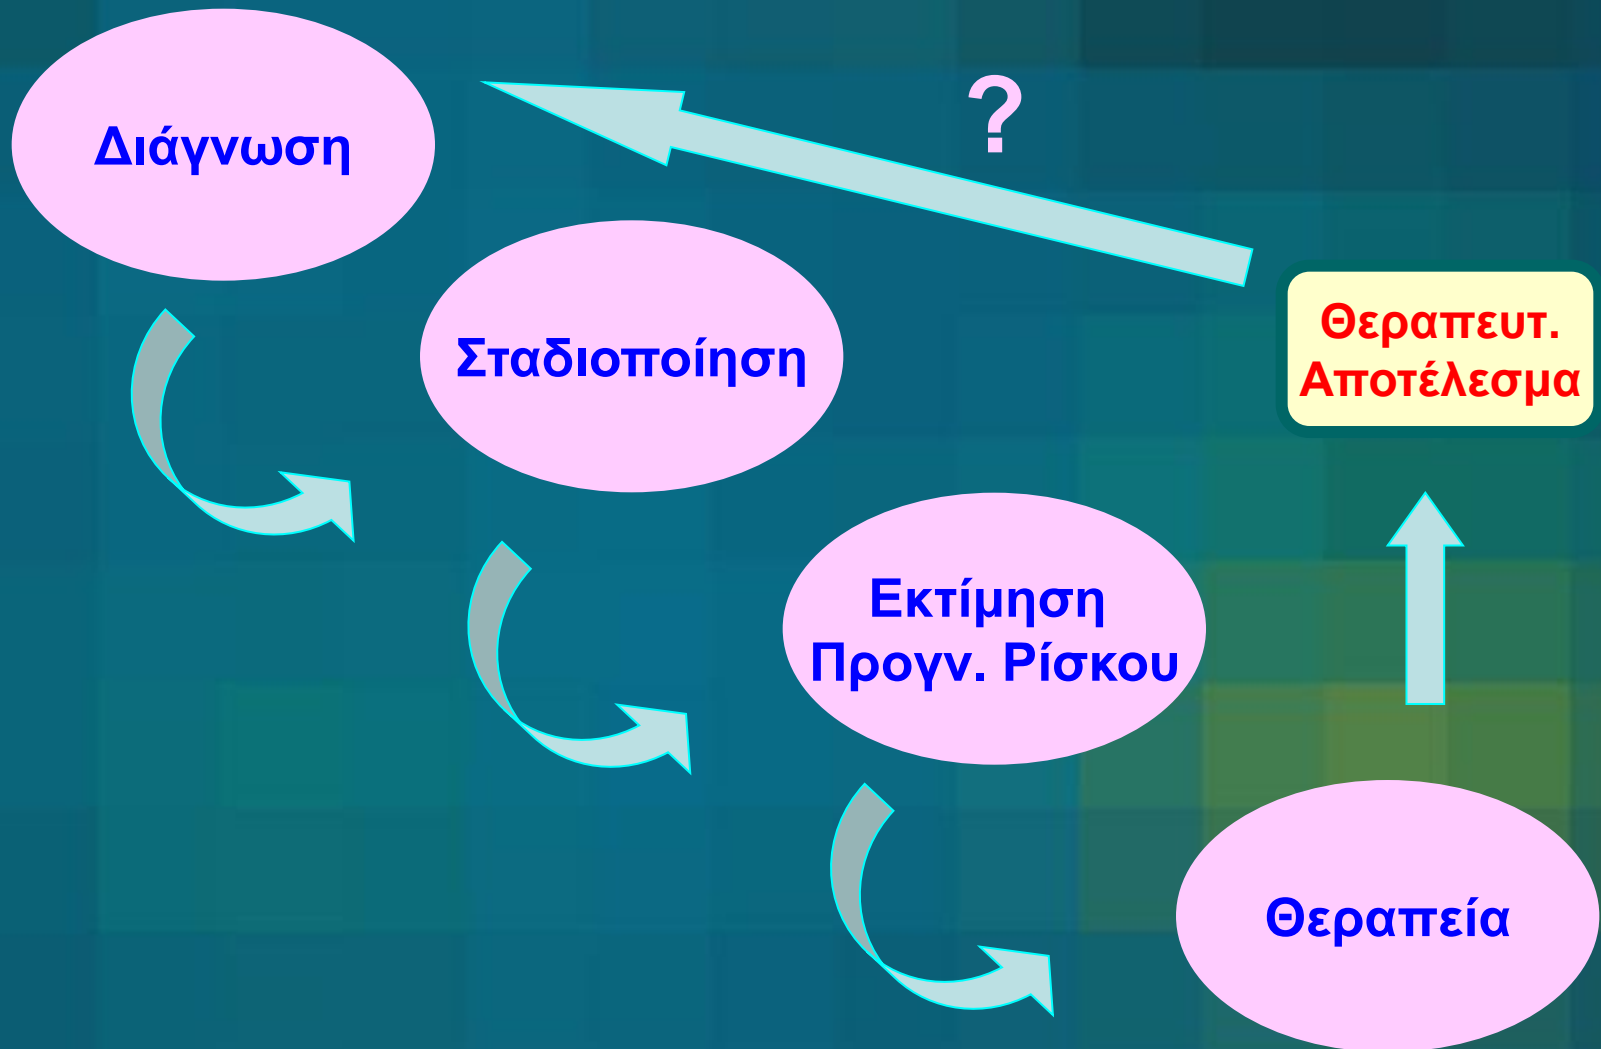 Διάγνωση
?
Σταδιοποίηση
Θεραπευτ.
Αποτέλεσμα
Εκτίμηση
Προγν. Ρίσκου
Θεραπεία